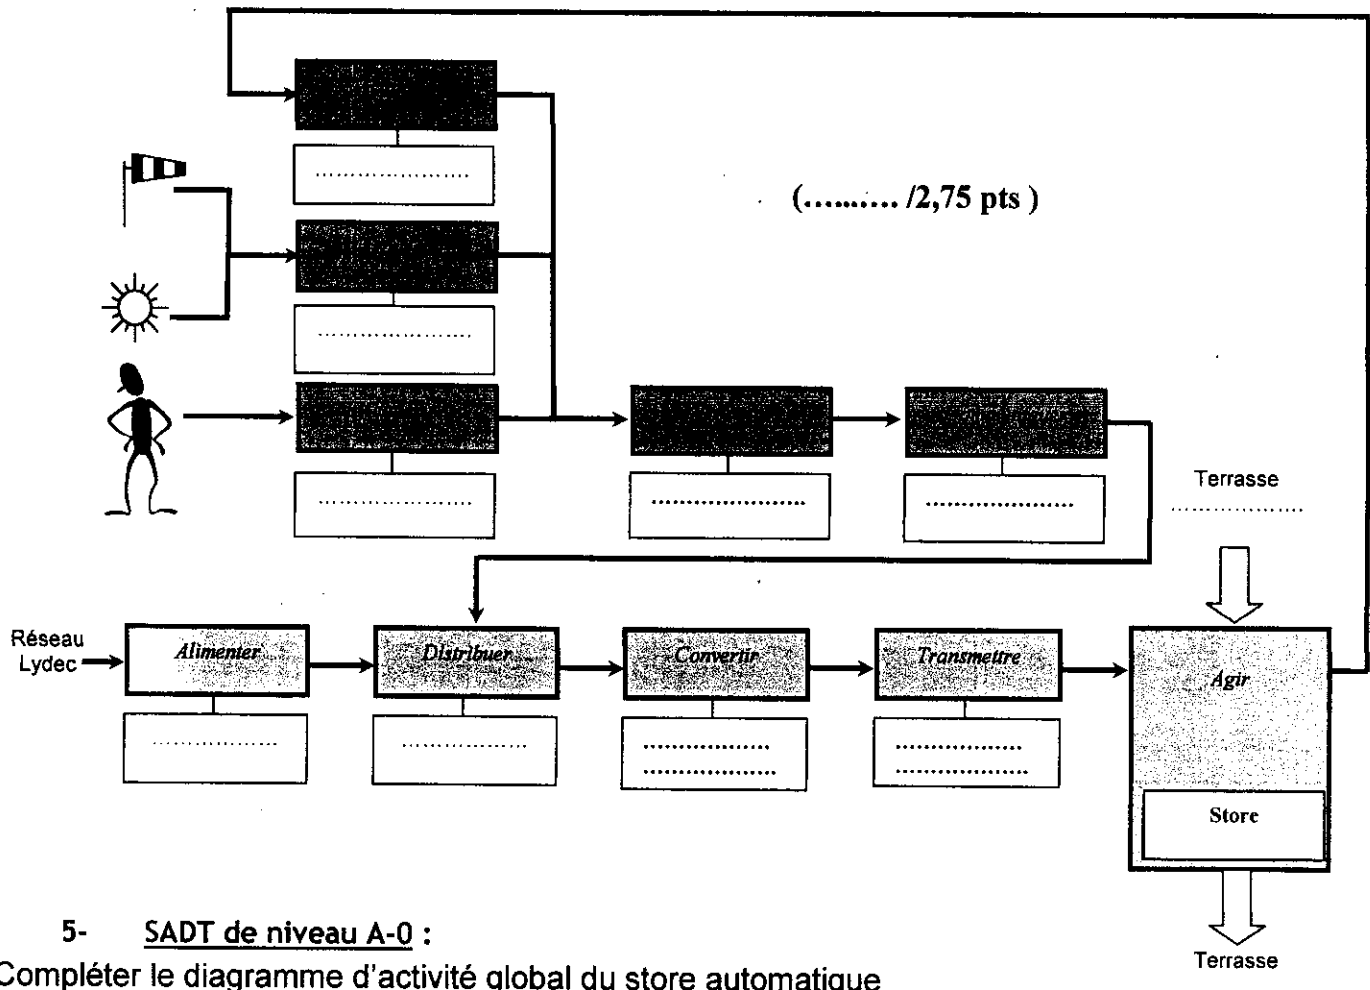 ....................
(.......... /2,75 pts )
....................
....................
....................
....................
Terrasse
....................
Réseau
Lydec
Alimenter
Distribuer
Convertir
Transmettre
Agir
....................
....................
....................
....................
....................
....................
Store
5- SADT de niveau A-0 :
Compléter le diagramme d'activité global du store automatique
Terrasse